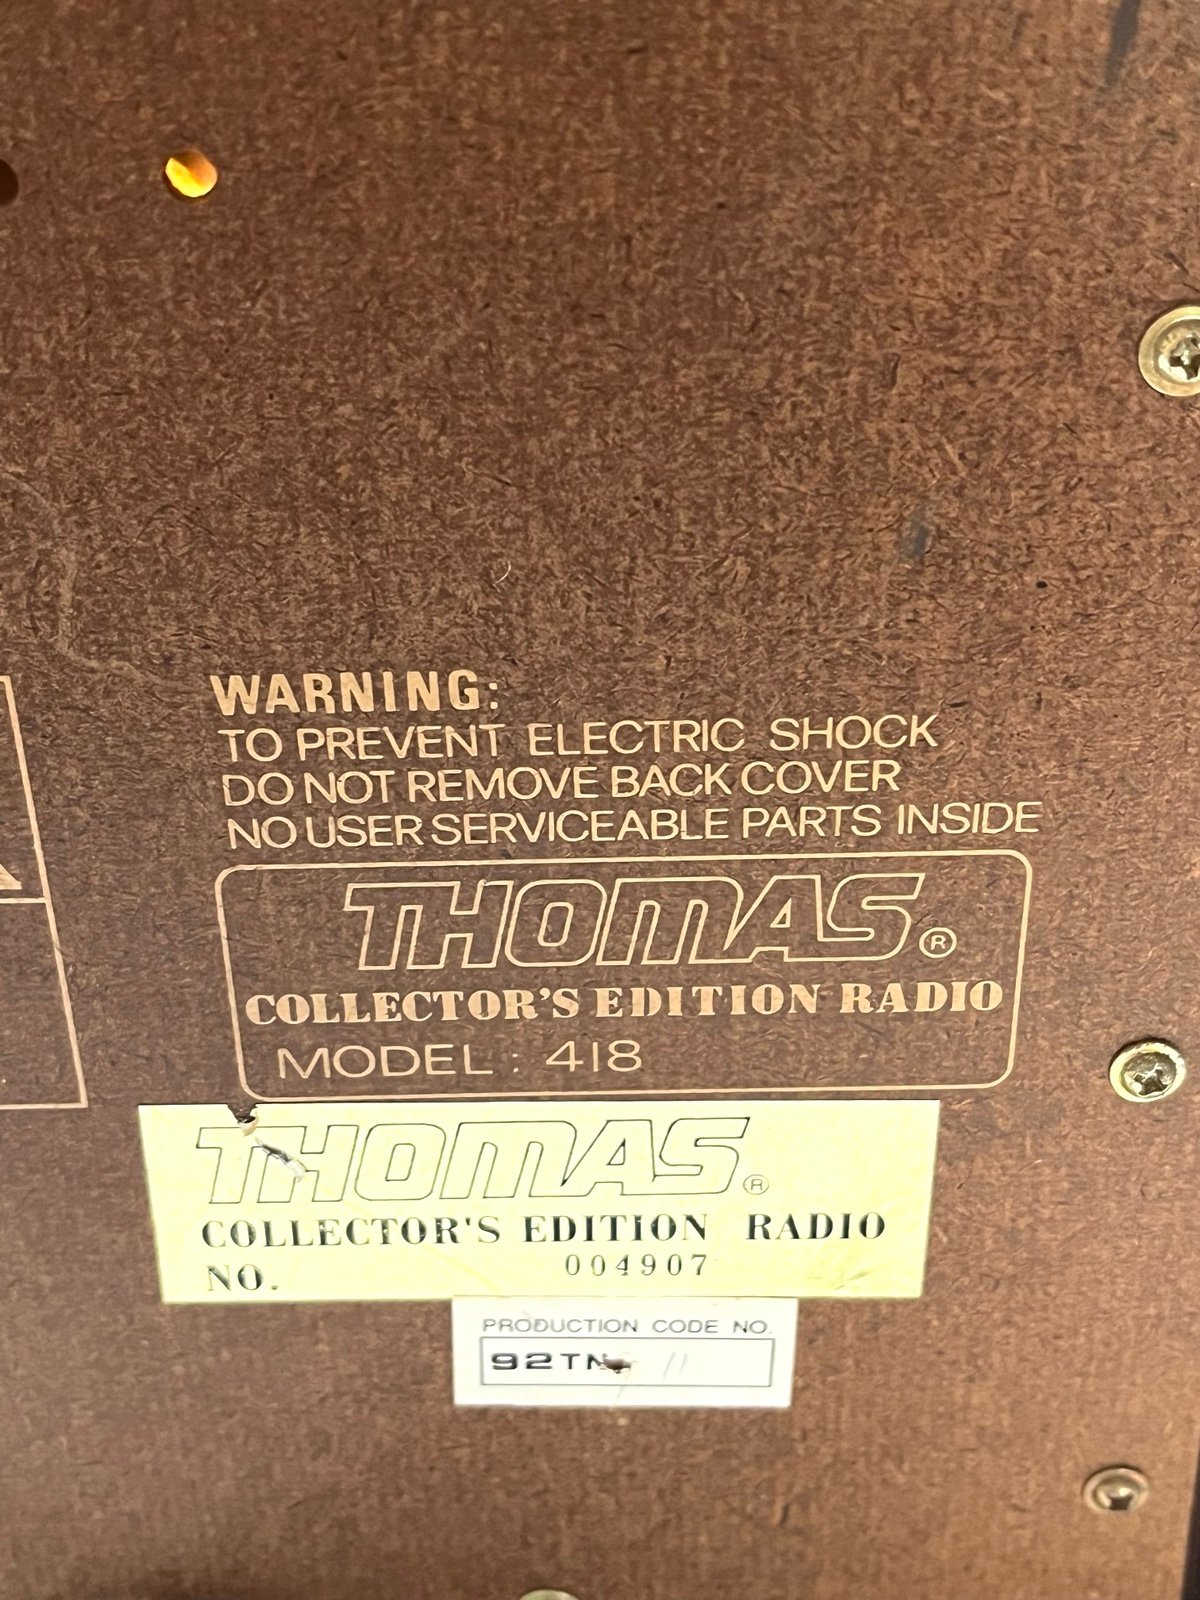 WARNING:
TO PREVENT ELECTRIC SHOCK
DO NOT REMOVE BACK COVER
NO USER SERVICEABLE PARTS INSIDE
THOMAS®
COLLECTOR'S EDITION RADIO
MODEL: 418
THOMAS®
COLLECTOR'S EDITION RADIO
NO. 004907
PRODUCTION CODE NO.
92TN